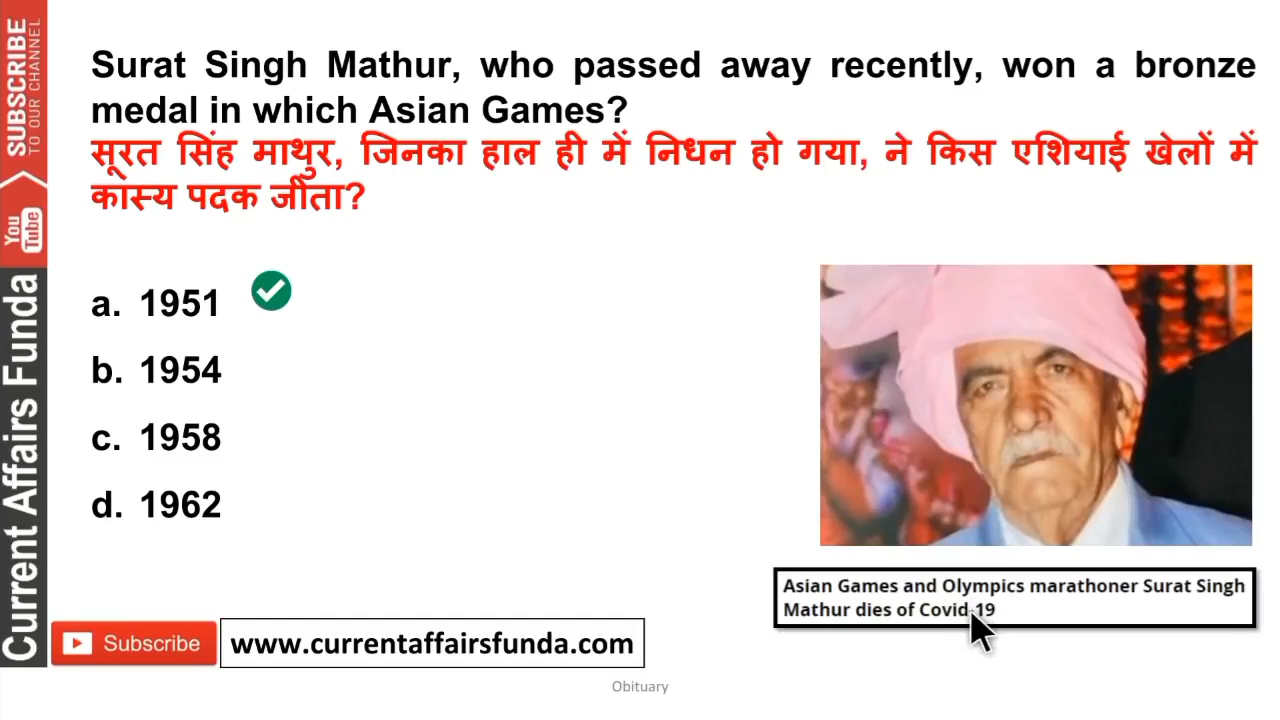 SUBSCRIBE
TO OUR CHANNEL
You
Tube
Current Affairs Funda
Surat Singh Mathur, who passed away recently, won a bronze
medal in which Asian Games?
सूरत सिंह माथुर, जिनका हाल ही में निधन हो गया, ने किस एशियाई खेलों में
कांस्य पदक जीता?
a. 1951
b. 1954
c. 1958
d. 1962
Asian Games and Olympics marathoner Surat Singh
Mathur dies of Covid-19
Subscribe
www.currentaffairsfunda.com
Obituary